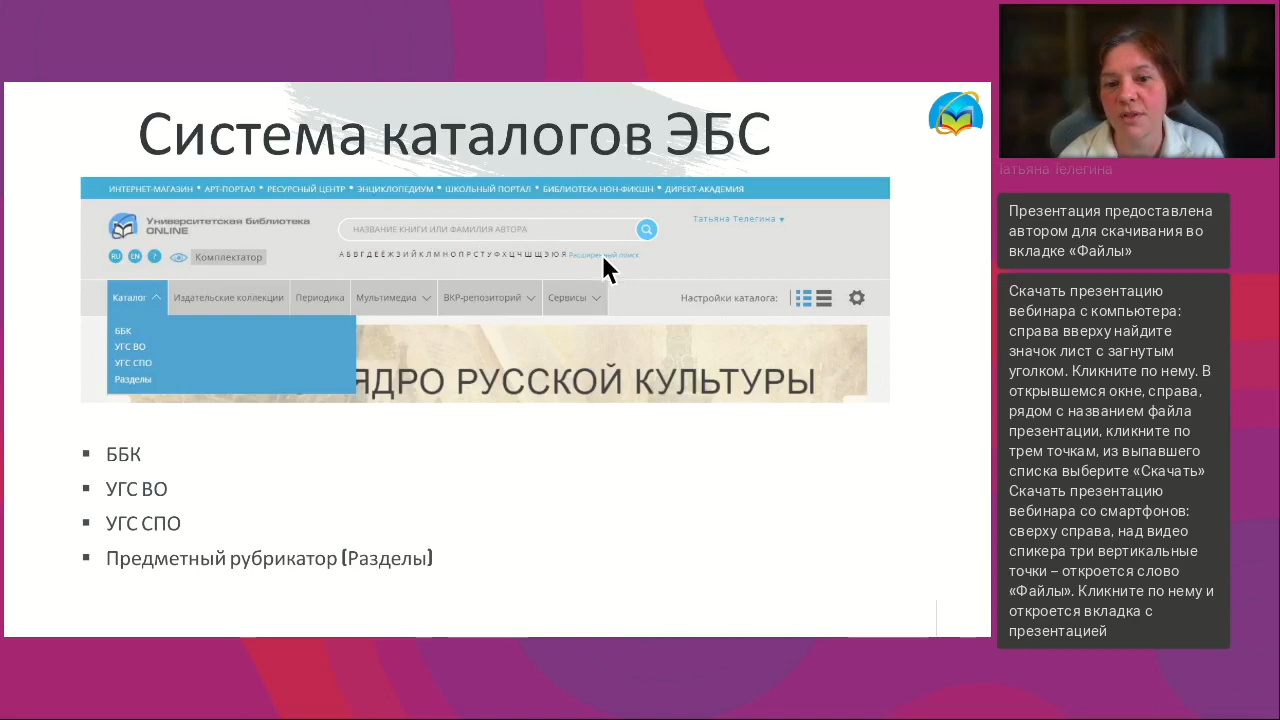 Система каталогов ЭБС
ИНТЕРНЕТ-МАГАЗИН • АРТ-ПОРТАЛ • РЕСУРСНЫЙ ЦЕНТР • ЭНЦИКЛОПЕДИУМ • ШКОЛЬНЫЙ ПОРТАЛ • БИБЛИОТЕКА НОН-ФИКШН • ДИРЕКТ-АКАДЕМИЯ
Университетская библиотека
ONLINE
НАЗВАНИЕ КНИГИ ИЛИ ФАМИЛИЯ АВТОРА
Татьяна Телегина
RU EN ? Комплектатор
А Б В Г Д Е Ё Ж З И Й К Л М Н О П Р С Т У Ф Х Ц Ч Ш Щ Э Ю Я Расширенный поиск
Каталог Издательские коллекции Периодика Мультимедиа ВКР-репозиторий Сервисы Настройки каталога:
ББК
УГС ВО
УГС СПО
Разделы
ЯДРО РУССКОЙ КУЛЬТУРЫ
▪ ББК
▪ УГС ВО
▪ УГС СПО
▪ Предметный рубрикатор (Разделы)
Татьяна Телегина
Презентация предоставлена
автором для скачивания во
вкладке «Файлы»
Скачать презентацию
вебинара с компьютера:
справа вверху найдите
значок лист с загнутым
уголком. Кликните по нему. В
открывшемся окне, справа,
рядом с названием файла
презентации, кликните по
трем точкам, из выпавшего
списка выберите «Скачать»
Скачать презентацию
вебинара со смартфонов:
сверху справа, над видео
спикера три вертикальные
точки – откроется слово
«Файлы». Кликните по нему и
откроется вкладка с
презентацией